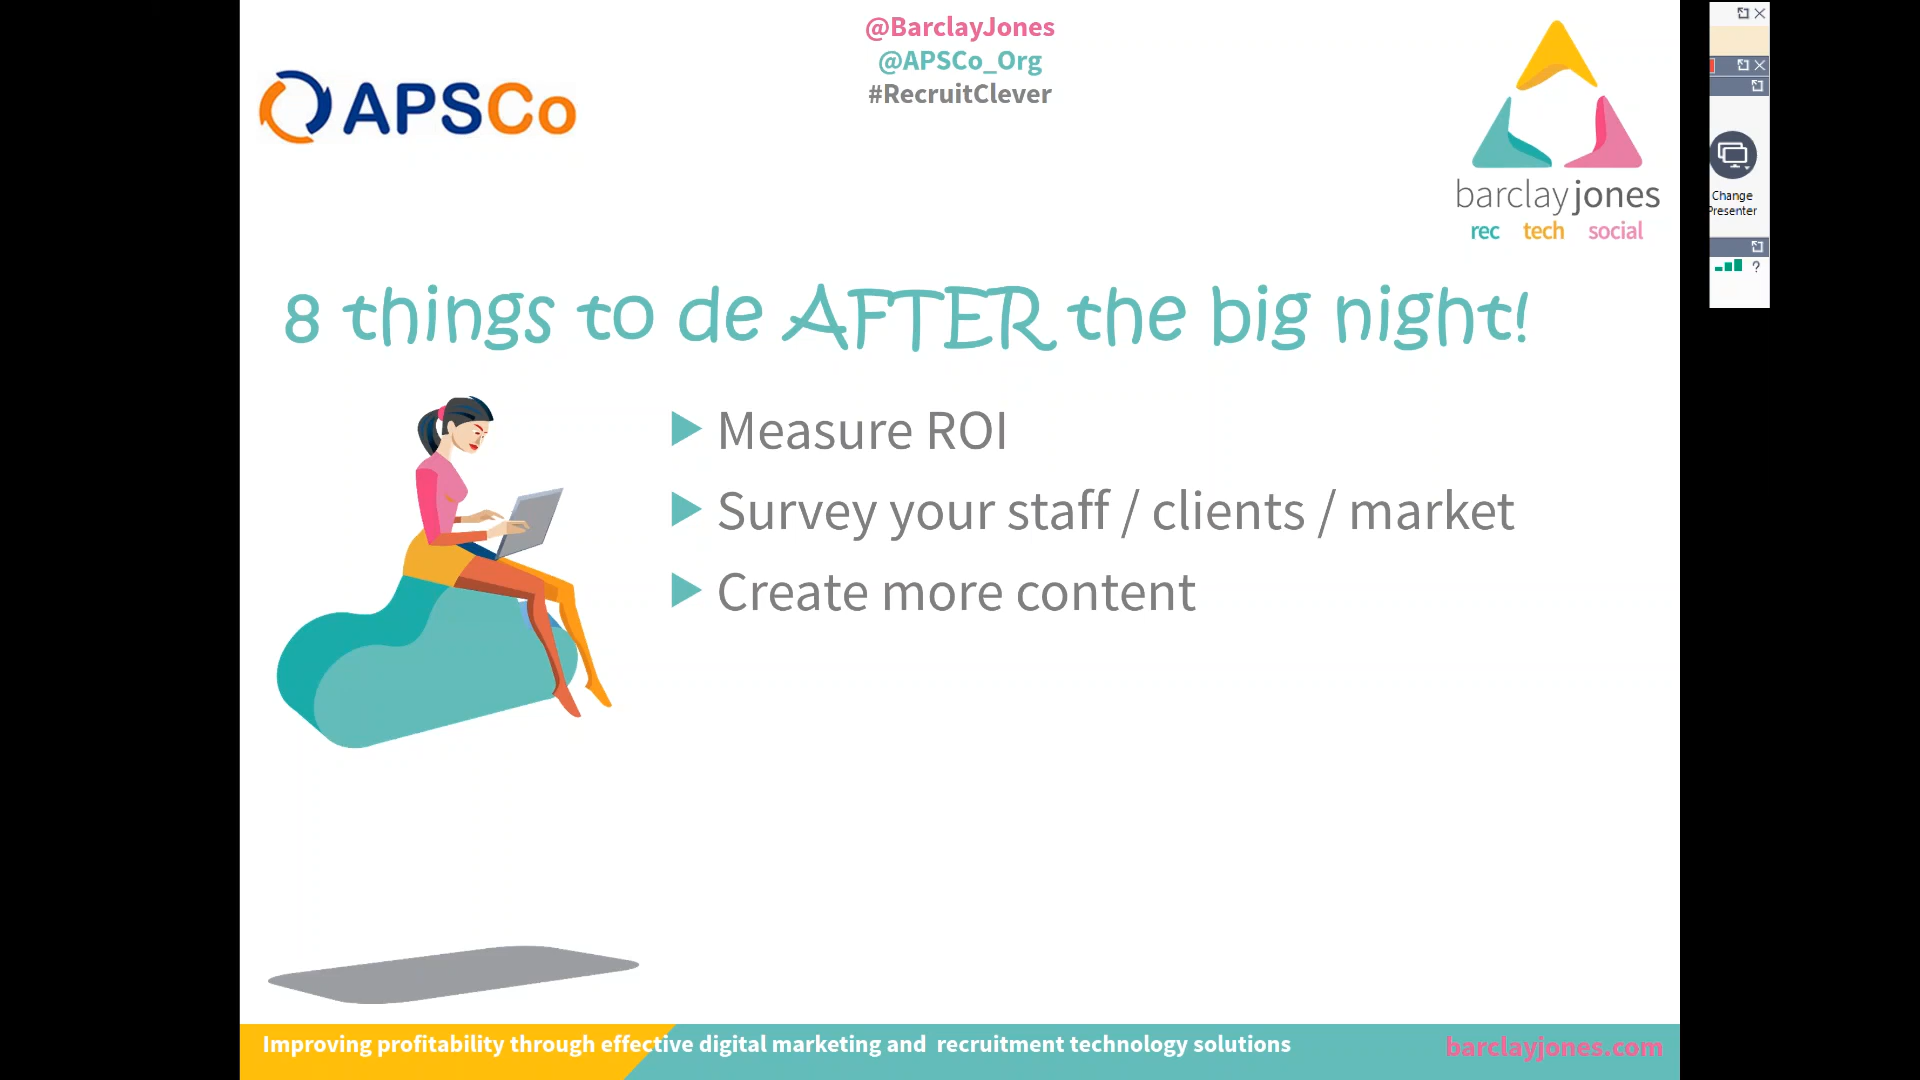 @BarclayJones
@APSCo_Org
#RecruitClever
APSCo
barclayjones
rec tech social
Change
Presenter
?
8 things to de AFTER the big night!
Measure ROI
Survey your staff / clients / market
Create more content
Improving profitability through effective digital marketing and recruitment technology solutions
barclayjones.com